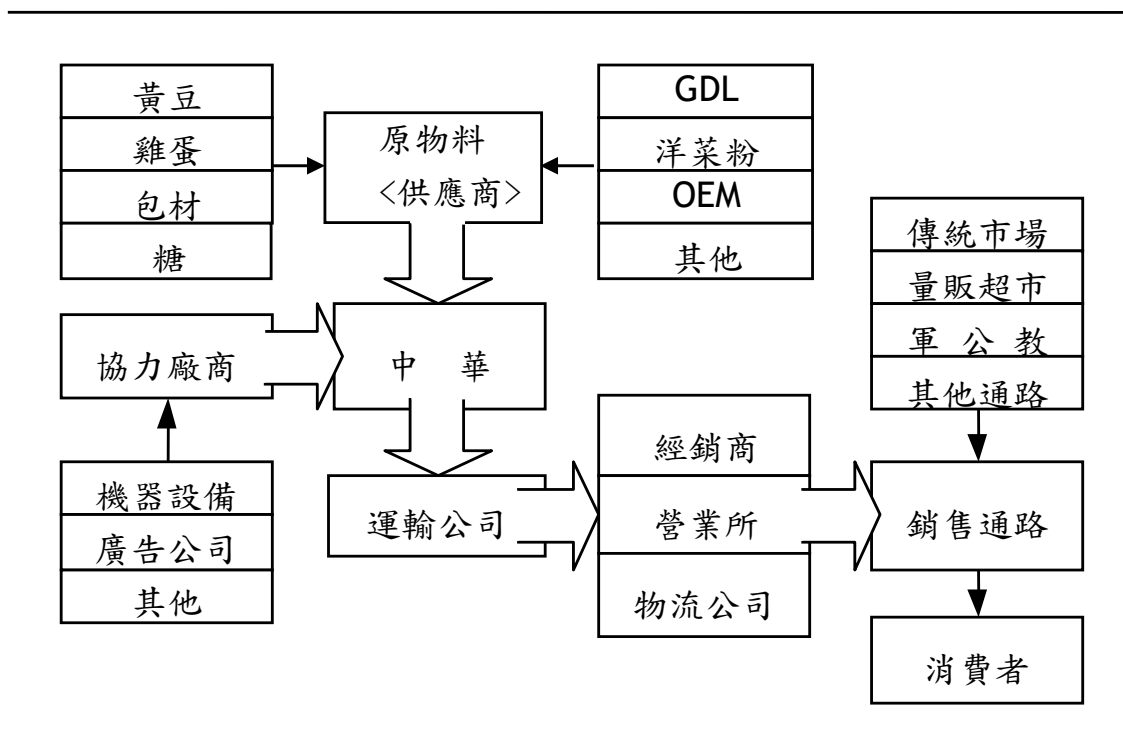 黃豆
雞蛋
包材
糖
原物料
<供應商>
GDL
洋菜粉
OEM
其他
傳統市場
量販超市
軍 公 教
其他通路
協力廠商
中 華
機器設備
廣告公司
其他
運輸公司
經銷商
營業所
物流公司
銷售通路
消費者